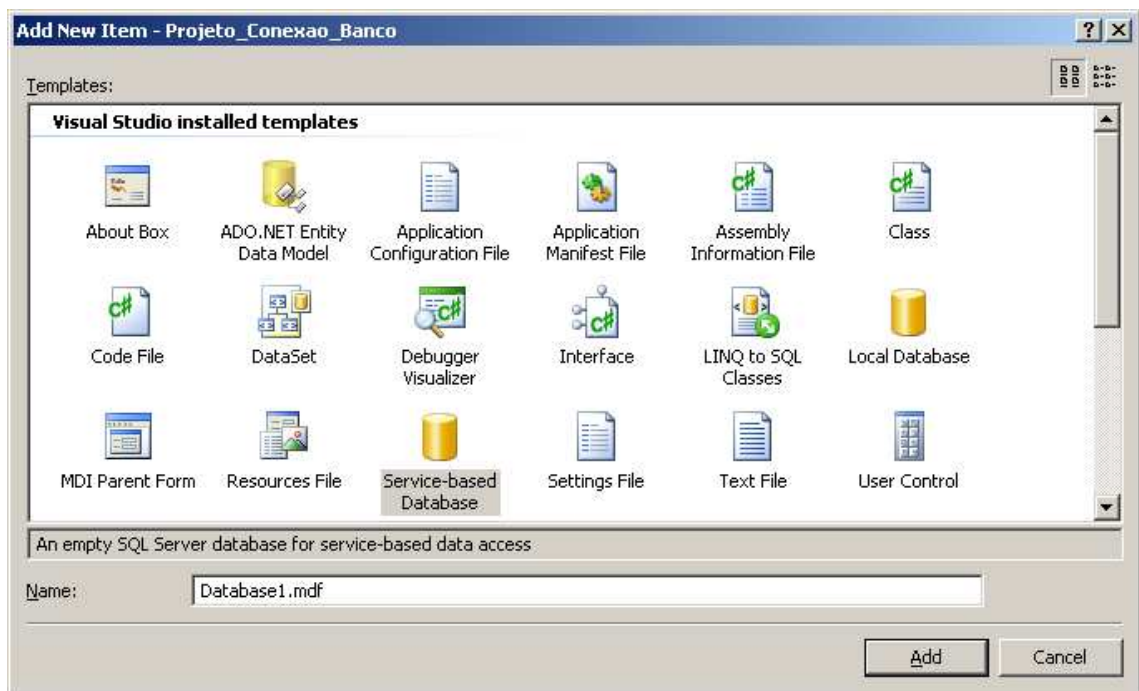 Add New Item - Projeto_Conexao_Banco
Templates:
Visual Studio installed templates
About Box
ADO.NET Entity
Data Model
Application
Configuration File
Application
Manifest File
Assembly
Information File
Class
Code File
DataSet
Debugger
Visualizer
Interface
LINQ to SQL
Classes
Local Database
MDI Parent Form
Resources File
Service-based
Database
Settings File
Text File
User Control
An empty SQL Server database for service-based data access
Name:
Database1.mdf
Add
Cancel